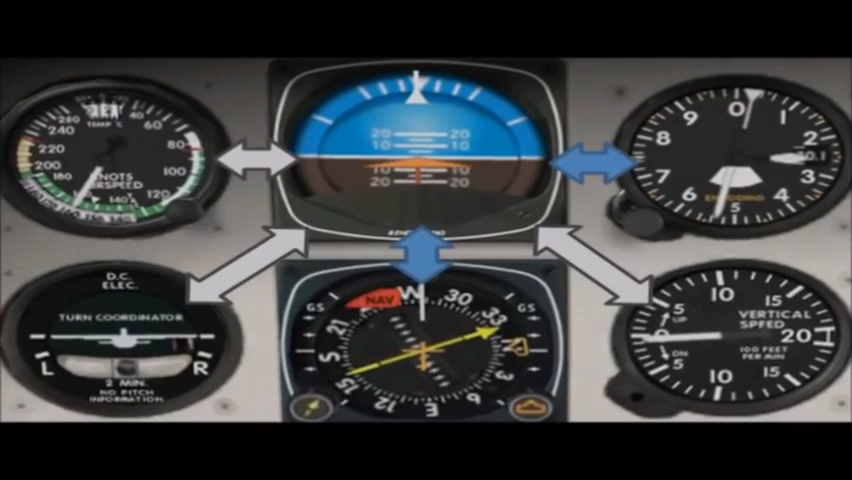 260
240
220
200
180
40
60
80
100
120
140
TEMP
KNOTS
AIRSPEED
20 20
10 10
10 10
20 20
0
1
2
3
4
5
6
7
8
9
D.C.
ELEC.
TURN COORDINATOR
L R
2 MIN.
NO PITCH
INFORMATION
GS GS
NAV
W
30
33
3
6
E
12
15
S
21
10
15
20
15
10
5
UP
0
DN
5
VERTICAL
SPEED
100 FEET
PER MIN